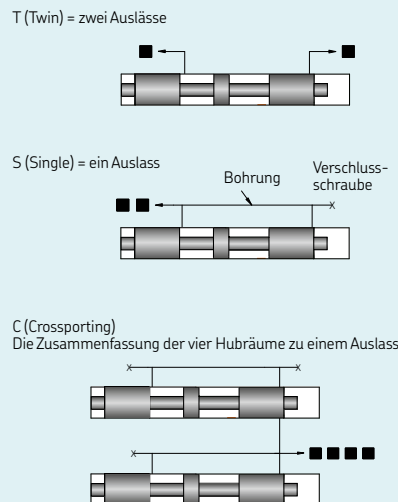 T (Twin) = zwei Auslässe
S (Single) = ein Auslass
Bohrung
Verschluss-
schraube
x
C (Crossporting)
Die Zusammenfassung der vier Hubräume zu einem Auslass
x x
x